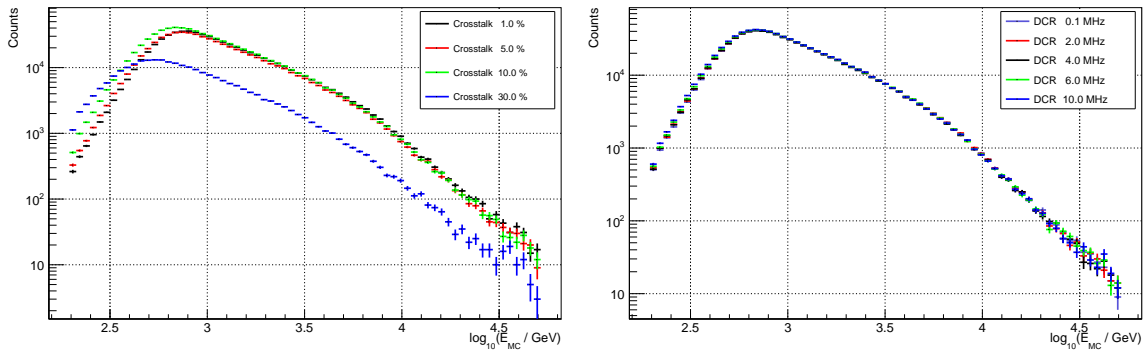 Counts
10^4
10^3
10^2
10
2.5 3 3.5 4 4.5
log_10(E_MC / GeV)
Crosstalk 1.0 %
Crosstalk 5.0 %
Crosstalk 10.0 %
Crosstalk 30.0 %
Counts
10^4
10^3
10^2
10
2.5 3 3.5 4 4.5
log_10(E_MC / GeV)
DCR 0.1 MHz
DCR 2.0 MHz
DCR 4.0 MHz
DCR 6.0 MHz
DCR 10.0 MHz